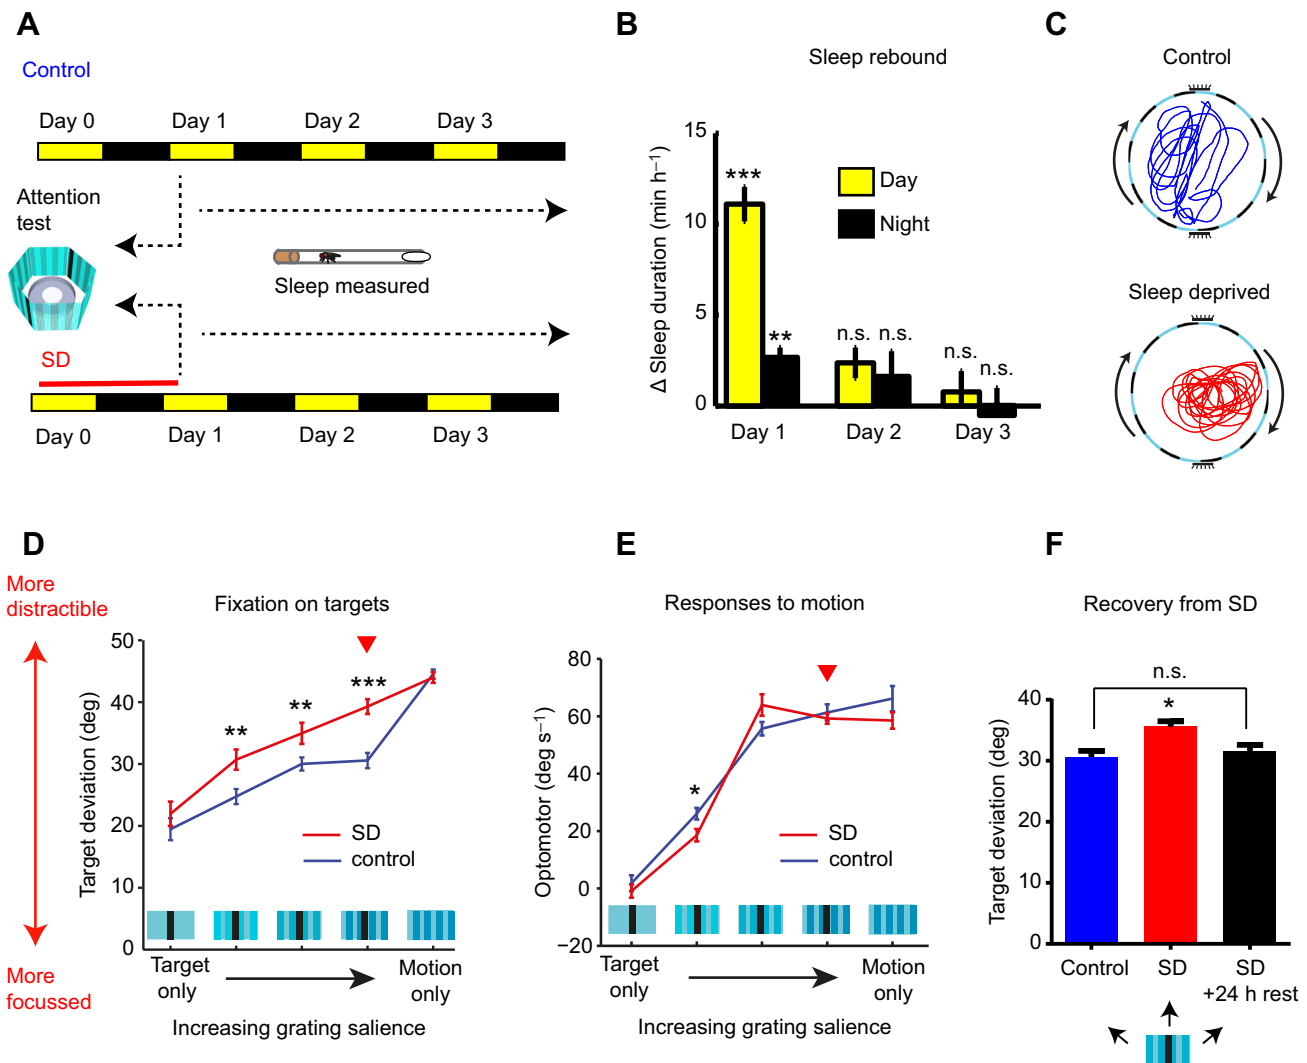 A
Control
Day 0 Day 1 Day 2 Day 3
Attention
test
Sleep measured
SD
Day 0 Day 1 Day 2 Day 3
B
Sleep rebound
Δ Sleep duration (min h⁻¹)
15
10
5
0
***
**
n.s.
n.s.
n.s.
n.s.
Day
Night
Day 1 Day 2 Day 3
C
Control
Sleep deprived
D
More
distractible
More
focussed
Fixation on targets
Target deviation (deg)
50
40
30
20
10
0
**
**
***
SD
control
Target
only
Motion
only
Increasing grating salience
E
Responses to motion
Optomotor (deg s⁻¹)
80
60
40
20
0
−20
*
SD
control
Target
only
Motion
only
Increasing grating salience
F
Recovery from SD
n.s.
*
Target deviation (deg)
40
30
20
10
0
Control SD SD
+24 h rest